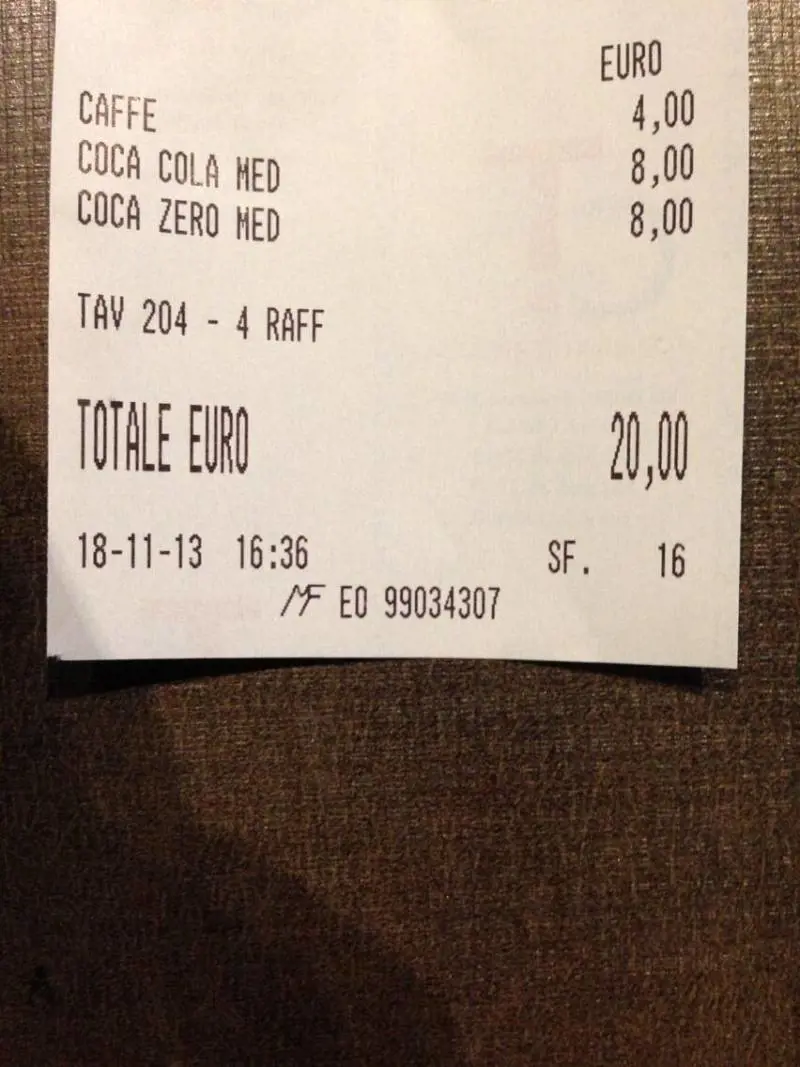 EURO
CAFFE 4,00
COCA COLA MED 8,00
COCA ZERO MED 8,00
TAV 204 - 4 RAFF
TOTALE EURO 20,00
18-11-13 16:36 SF. 16
MF EO 99034307